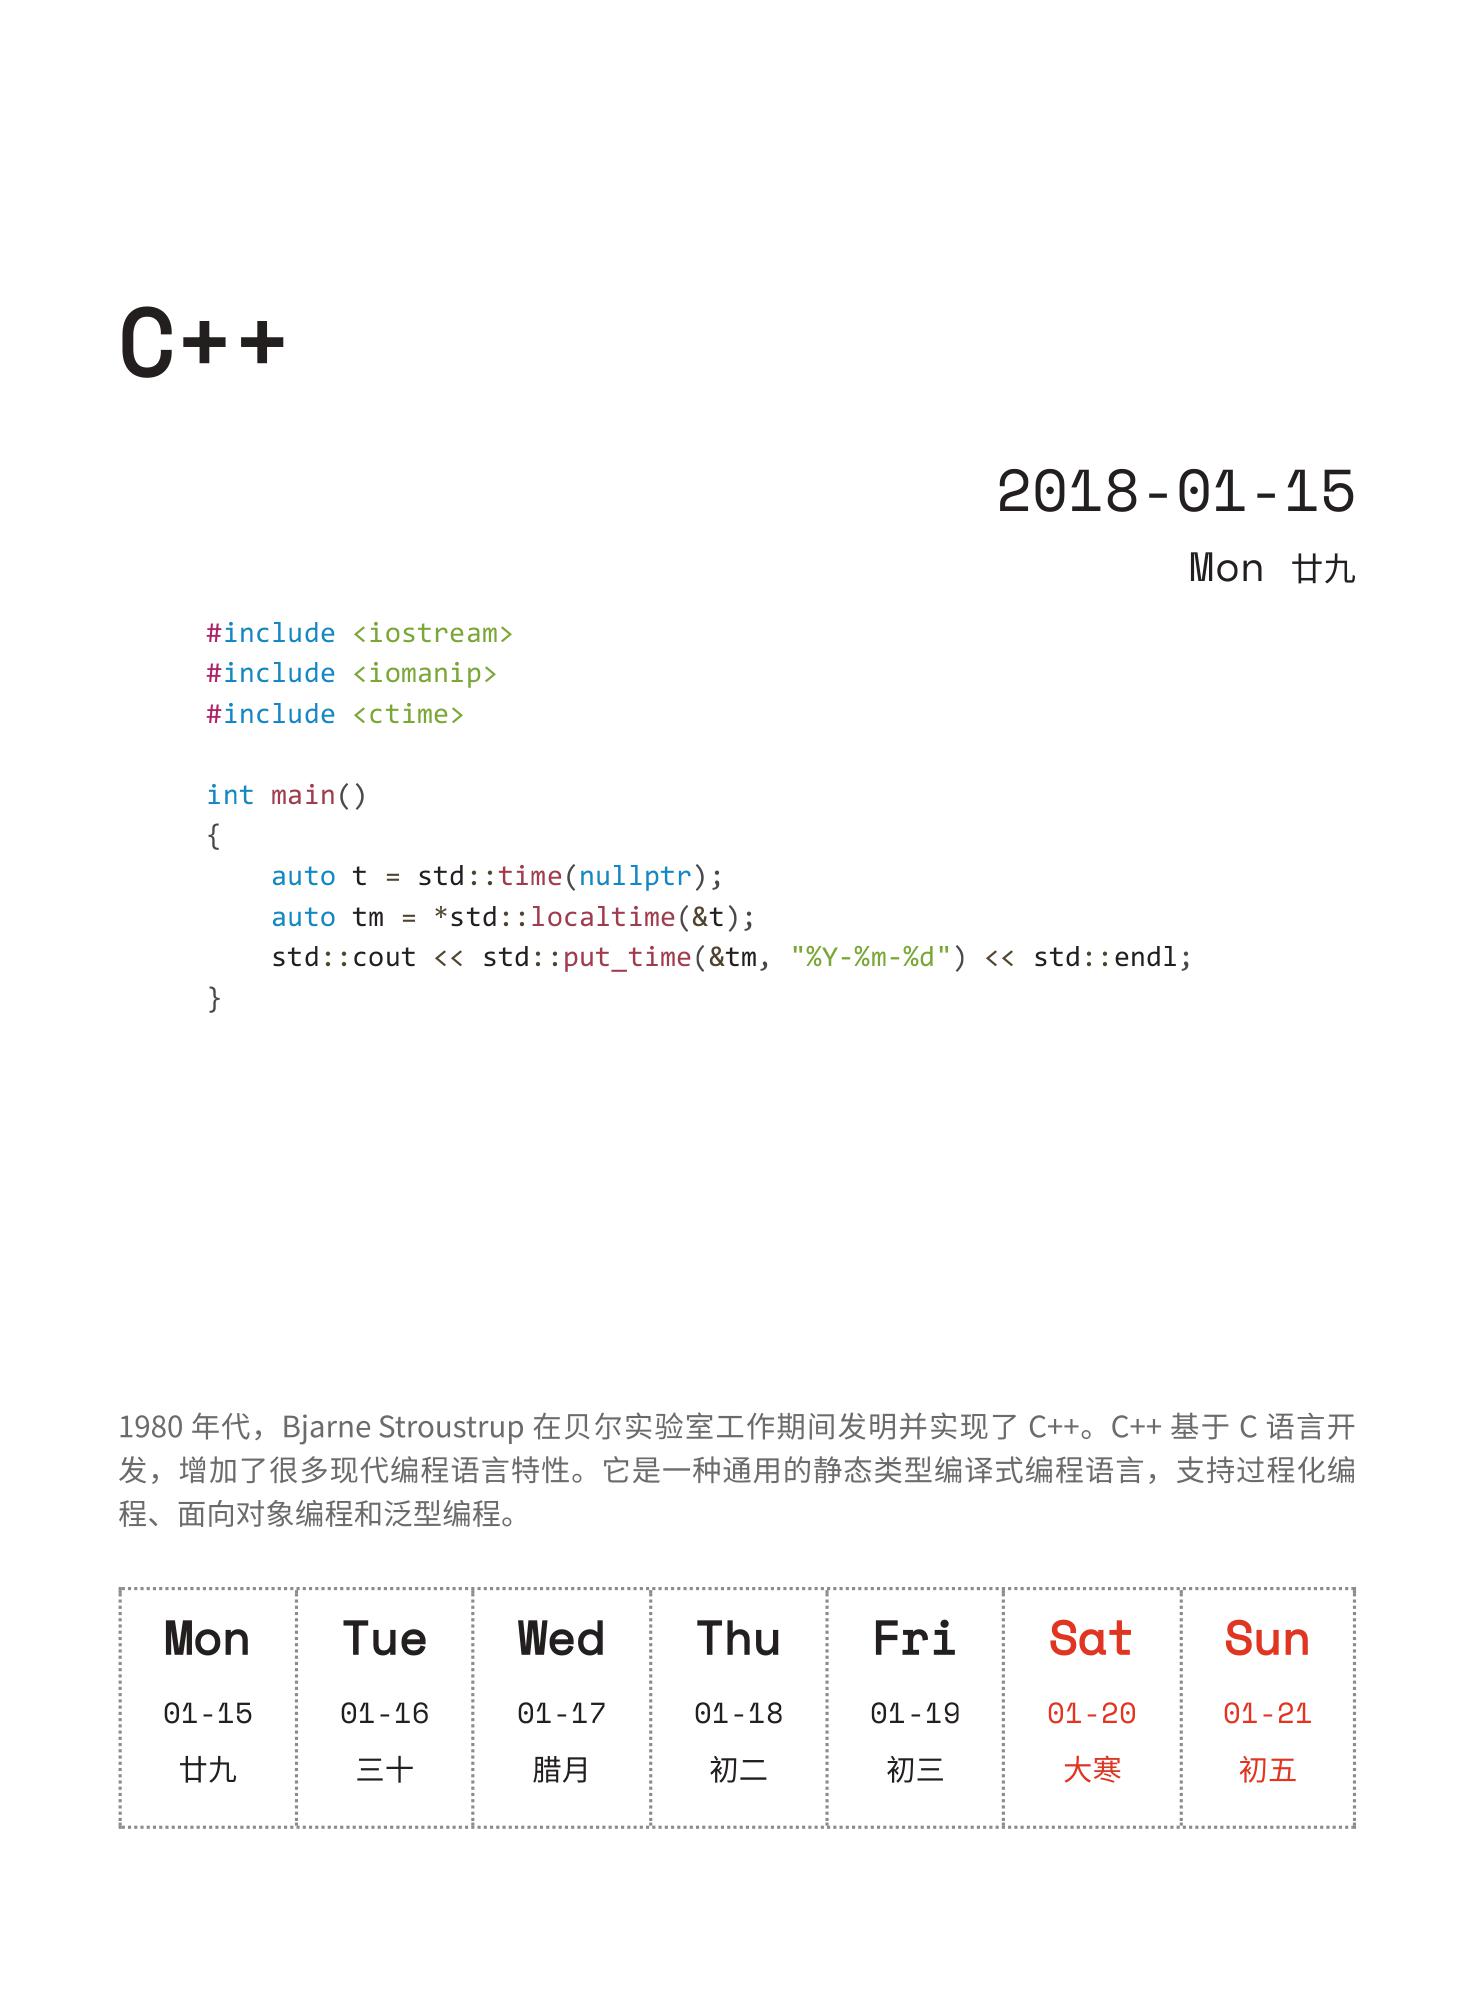 C++
2018-01-15
Mon 廿九
#include <iostream>
#include <iomanip>
#include <ctime>

int main()
{
    auto t = std::time(nullptr);
    auto tm = *std::localtime(&t);
    std::cout << std::put_time(&tm, "%Y-%m-%d") << std::endl;
}
1980 年代，Bjarne Stroustrup 在贝尔实验室工作期间发明并实现了 C++。C++ 基于 C 语言开
发，增加了很多现代编程语言特性。它是一种通用的静态类型编译式编程语言，支持过程化编
程、面向对象编程和泛型编程。
Mon Tue Wed Thu Fri Sat Sun
01-15 01-16 01-17 01-18 01-19 01-20 01-21
廿九 三十 腊月 初二 初三 大寒 初五